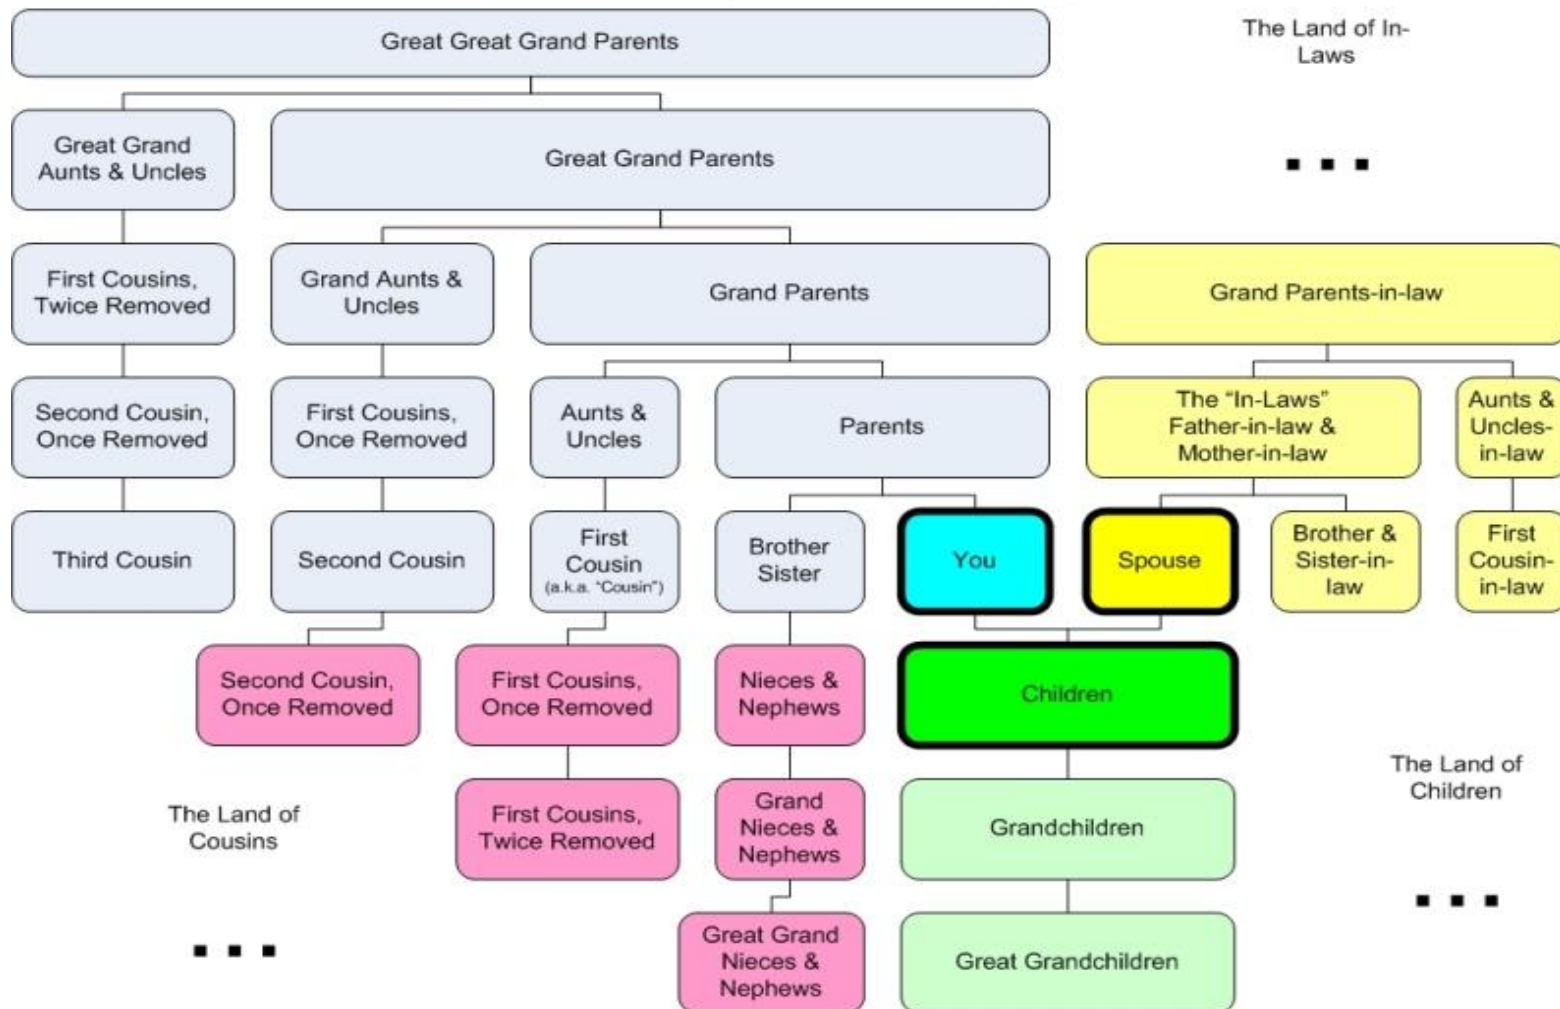 Great Great Grand Parents
The Land of In-
Laws
Great Grand
Aunts & Uncles
Great Grand Parents
...
First Cousins,
Twice Removed
Grand Aunts &
Uncles
Grand Parents
Grand Parents-in-law
Second Cousin,
Once Removed
First Cousins,
Once Removed
Aunts &
Uncles
Parents
The “In-Laws”
Father-in-law &
Mother-in-law
Aunts &
Uncles-
in-law
Third Cousin
Second Cousin
First
Cousin
(a.k.a. “Cousin”)
Brother
Sister
You
Spouse
Brother &
Sister-in-
law
First
Cousin-
in-law
Second Cousin,
Once Removed
First Cousins,
Once Removed
Nieces &
Nephews
Children
The Land of
Cousins
First Cousins,
Twice Removed
Grand
Nieces &
Nephews
Grandchildren
The Land of
Children
...
...
Great Grand
Nieces &
Nephews
Great Grandchildren